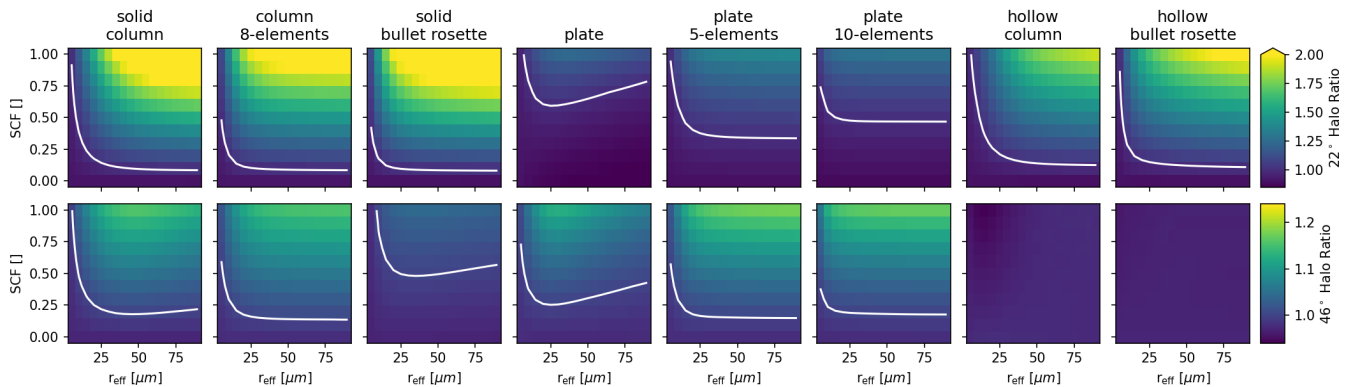 solid
column
column
8-elements
solid
bullet rosette
plate
plate
5-elements
plate
10-elements
hollow
column
hollow
bullet rosette
SCF []
1.00
0.75
0.50
0.25
0.00
2.00
1.75
1.50
1.25
1.00
22° Halo Ratio
SCF []
1.00
0.75
0.50
0.25
0.00
1.2
1.1
1.0
46° Halo Ratio
25 50 75 25 50 75 25 50 75 25 50 75 25 50 75 25 50 75 25 50 75 25 50 75
r_eff [μm] r_eff [μm] r_eff [μm] r_eff [μm] r_eff [μm] r_eff [μm] r_eff [μm] r_eff [μm]